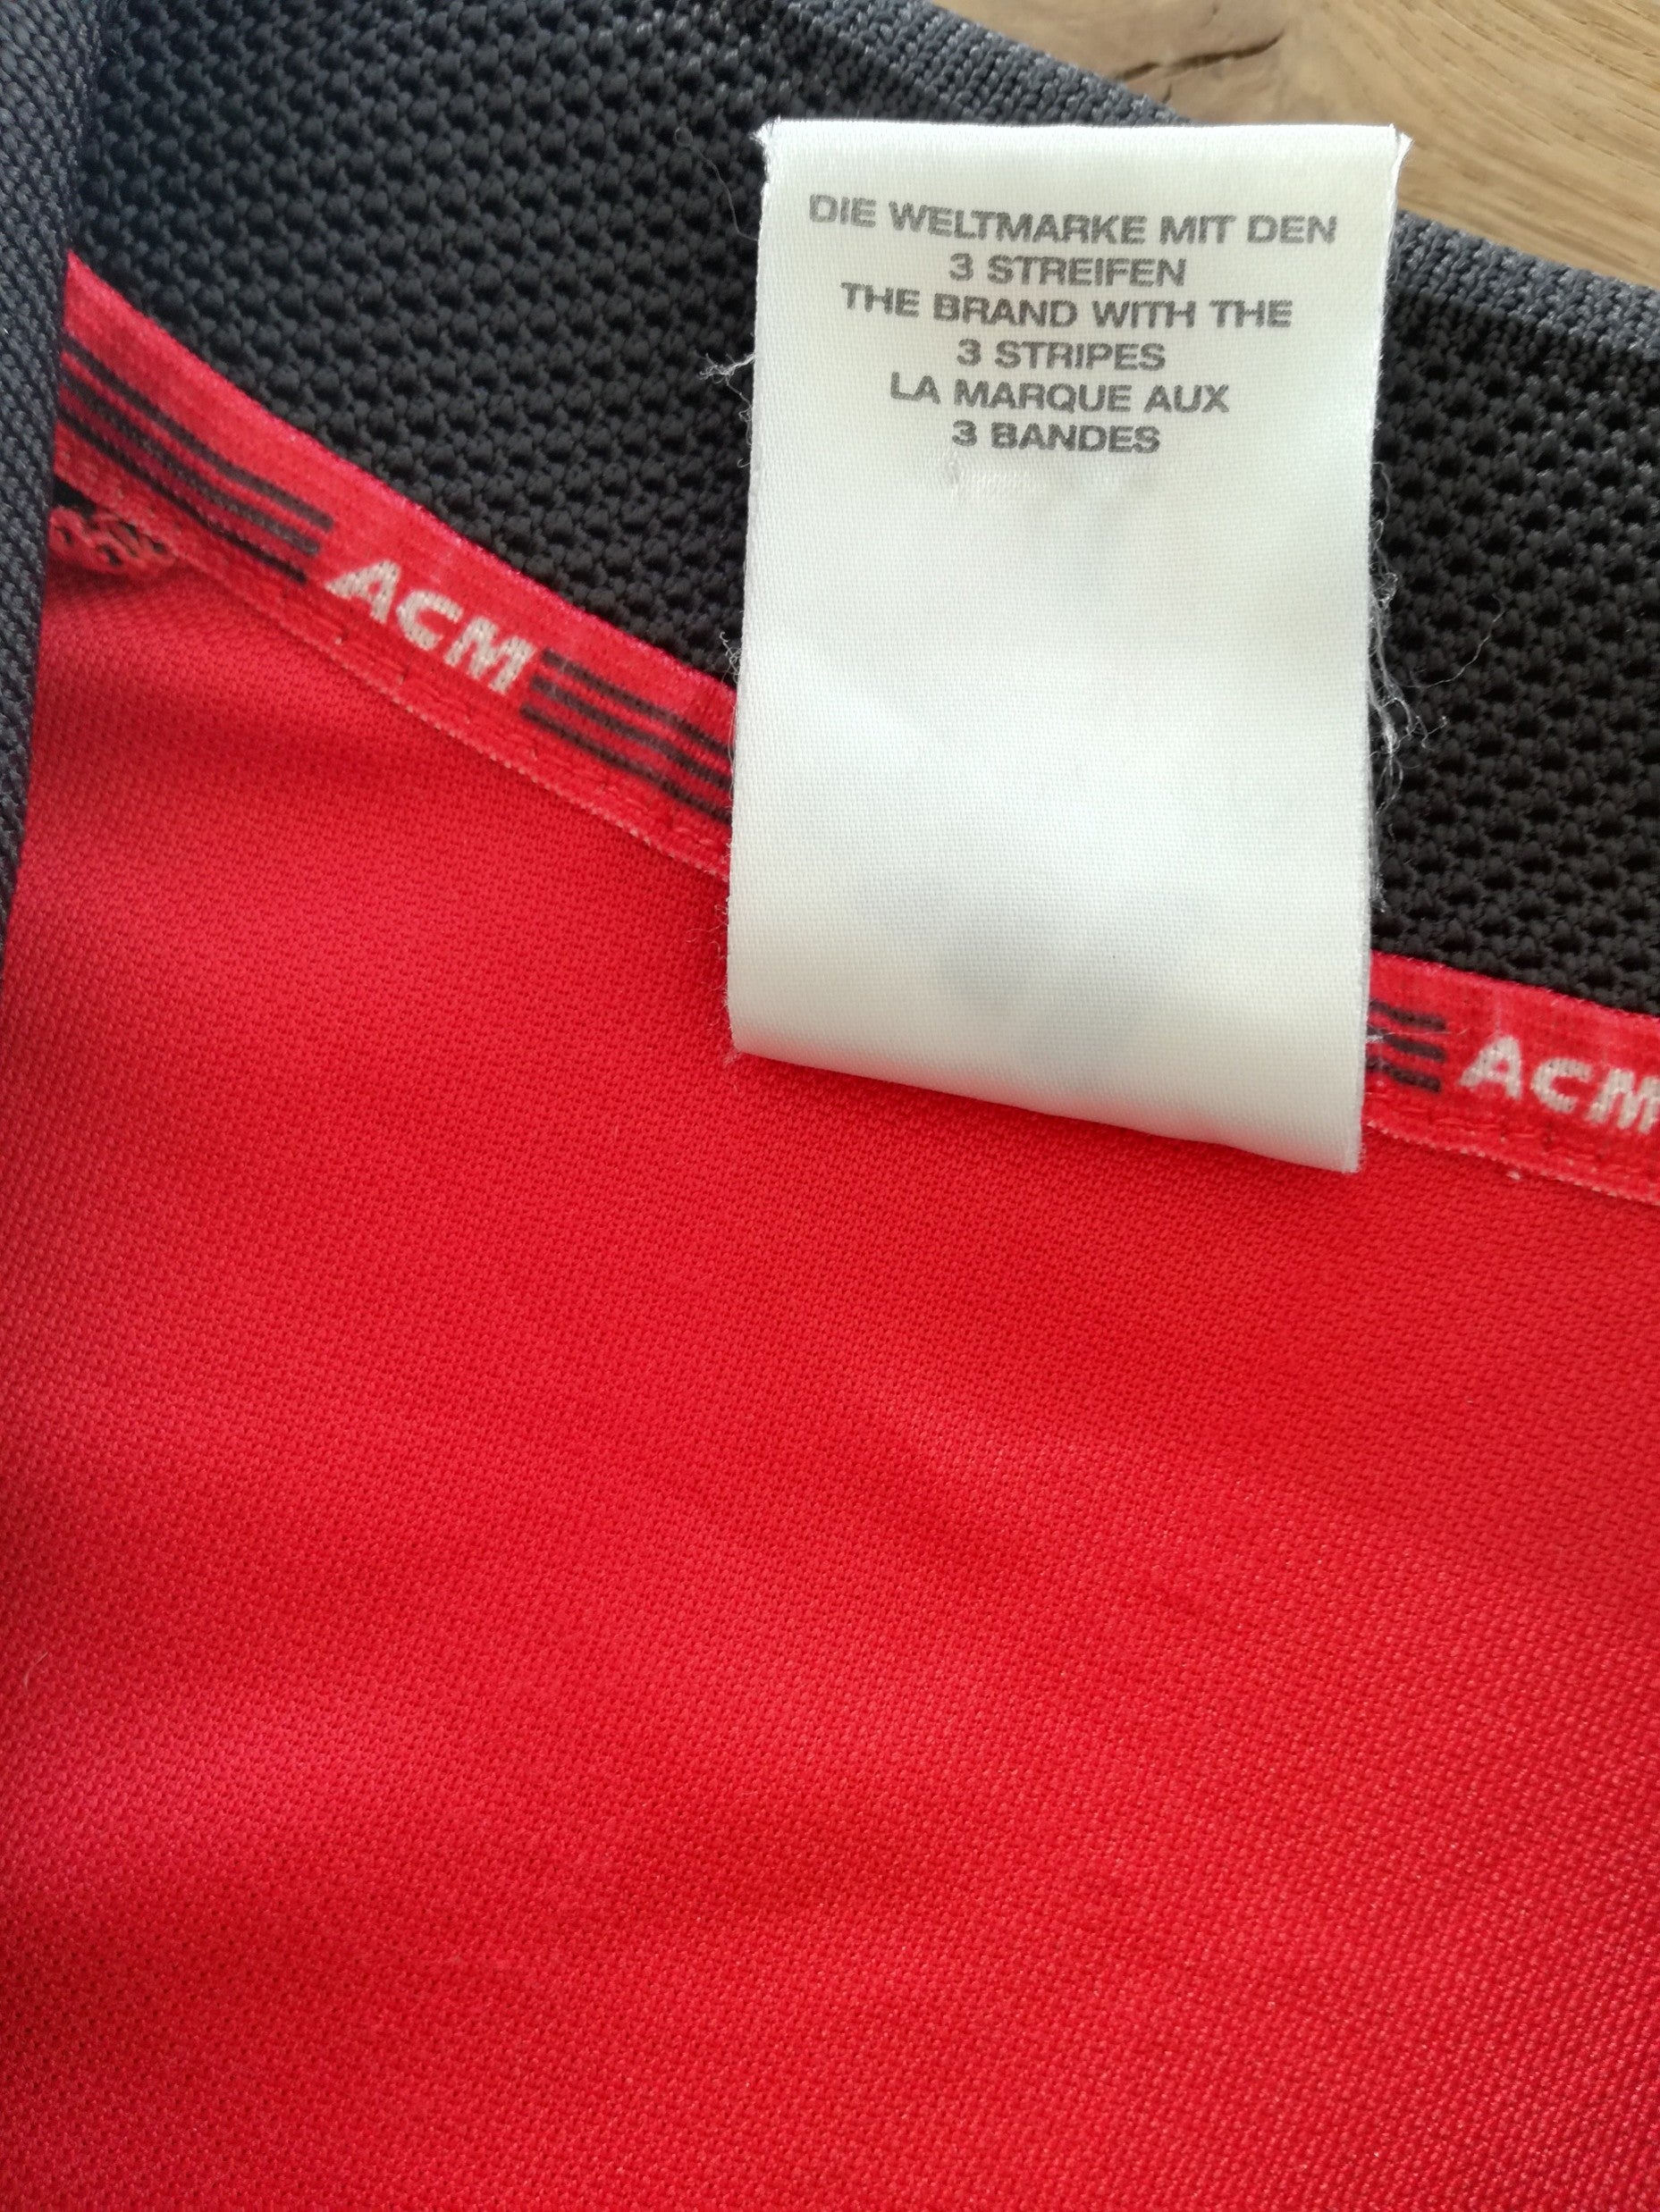 DIE WELTMARKE MIT DEN
3 STREIFEN
THE BRAND WITH THE
3 STRIPES
LA MARQUE AUX
3 BANDES
ACM
ACM